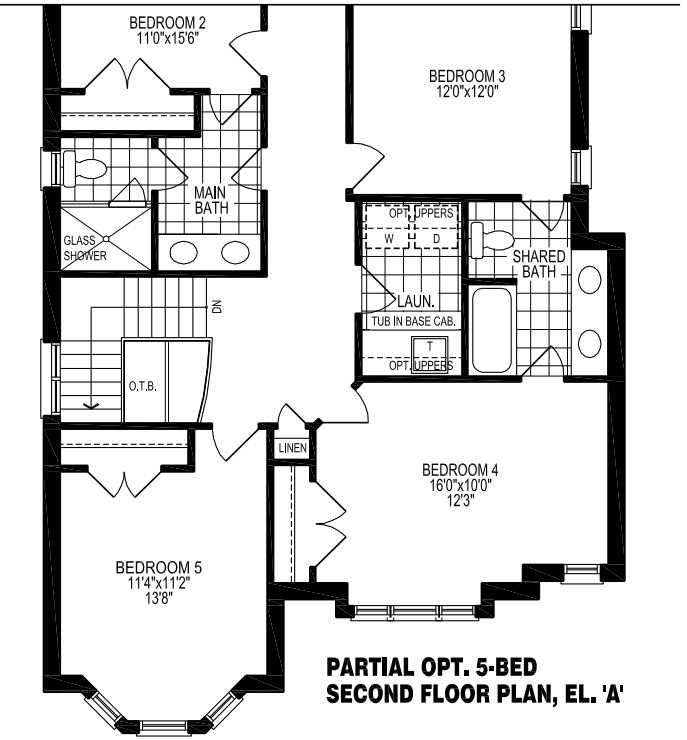 BEDROOM 2
11'0"x15'6"
BEDROOM 3
12'0"x12'0"
MAIN
BATH
GLASS
SHOWER
OPT. UPPERS
W D
SHARED
BATH
LAUN.
TUB IN BASE CAB.
T
OPT. UPPERS
DN
O.T.B.
LINEN
BEDROOM 4
16'0"x10'0"
12'3"
BEDROOM 5
11'4"x11'2"
13'8"
PARTIAL OPT. 5-BED
SECOND FLOOR PLAN, EL. 'A'